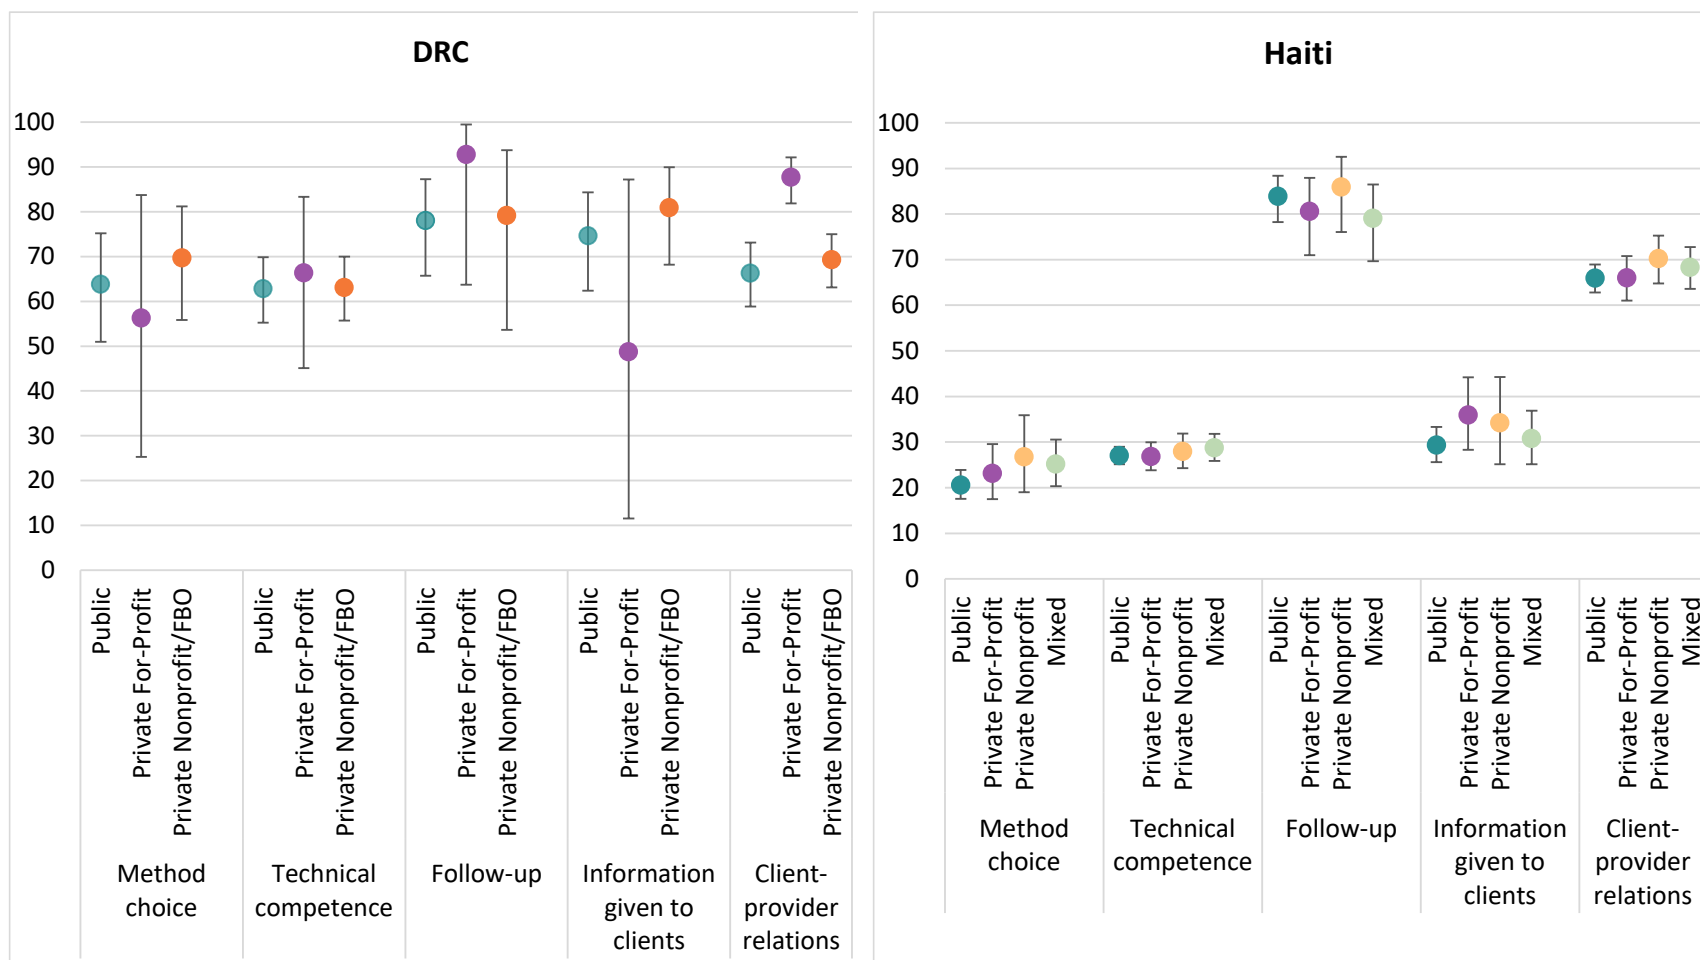 DRC
100
90
80
70
60
50
40
30
20
10
0
Public
Private For-Profit
Private Nonprofit/FBO
Public
Private For-Profit
Private Nonprofit/FBO
Public
Private For-Profit
Private Nonprofit/FBO
Public
Private For-Profit
Private Nonprofit/FBO
Public
Private For-Profit
Private Nonprofit/FBO
Method
choice
Technical
competence
Follow-up
Information
given to
clients
Client-
provider
relations
Haiti
100
90
80
70
60
50
40
30
20
10
0
Public
Private For-Profit
Private Nonprofit
Mixed
Public
Private For-Profit
Private Nonprofit
Mixed
Public
Private For-Profit
Private Nonprofit
Mixed
Public
Private For-Profit
Private Nonprofit
Mixed
Public
Private For-Profit
Private Nonprofit
Mixed
Method
choice
Technical
competence
Follow-up
Information
given to
clients
Client-
provider
relations